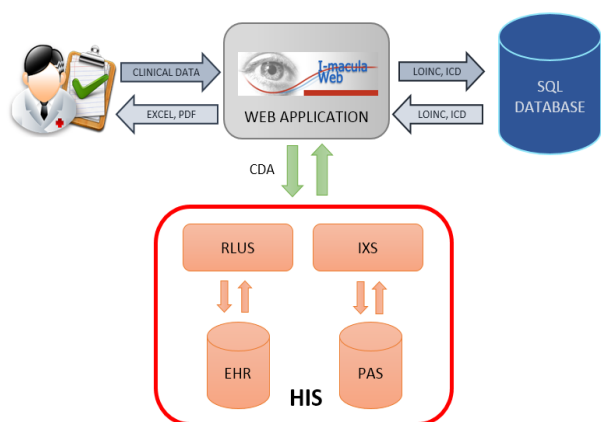 CLINICAL DATA
EXCEL, PDF
I-macula
Web
WEB APPLICATION
LOINC, ICD
LOINC, ICD
SQL
DATABASE
CDA
RLUS
IXS
EHR
PAS
HIS